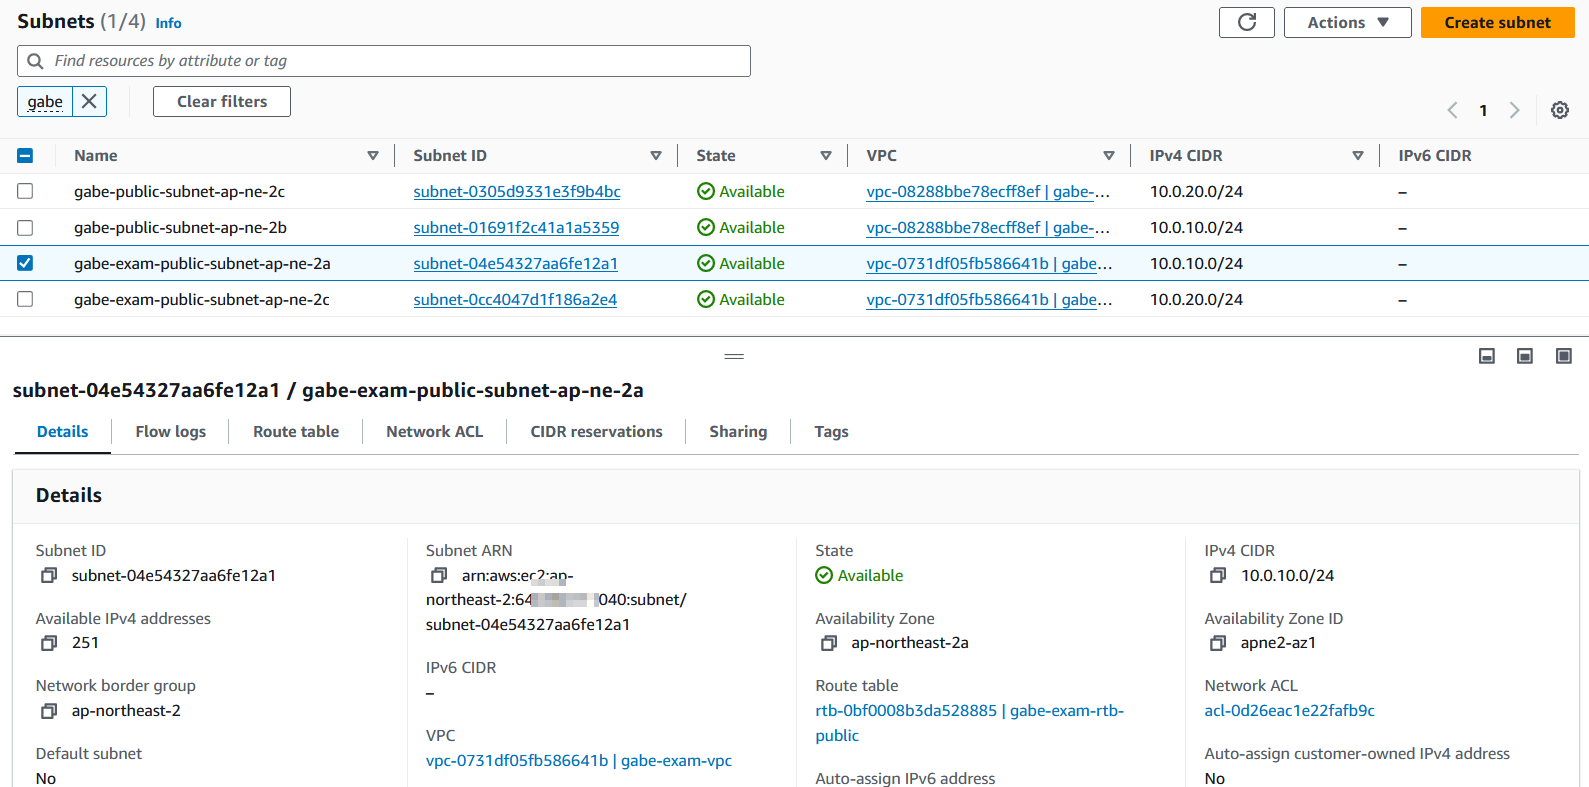 Subnets (1/4) Info
Actions
Create subnet
Find resources by attribute or tag
gabe
Clear filters
1
Name Subnet ID State VPC IPv4 CIDR IPv6 CIDR
gabe-public-subnet-ap-ne-2c subnet-0305d9331e3f9b4bc Available vpc-08288bbe78ecff8ef | gabe-... 10.0.20.0/24 –
gabe-public-subnet-ap-ne-2b subnet-01691f2c41a1a5359 Available vpc-08288bbe78ecff8ef | gabe-... 10.0.10.0/24 –
gabe-exam-public-subnet-ap-ne-2a subnet-04e54327aa6fe12a1 Available vpc-0731df05fb586641b | gabe... 10.0.10.0/24 –
gabe-exam-public-subnet-ap-ne-2c subnet-0cc4047d1f186a2e4 Available vpc-0731df05fb586641b | gabe... 10.0.20.0/24 –
subnet-04e54327aa6fe12a1 / gabe-exam-public-subnet-ap-ne-2a
Details Flow logs Route table Network ACL CIDR reservations Sharing Tags
Details
Subnet ID
subnet-04e54327aa6fe12a1
Available IPv4 addresses
251
Network border group
ap-northeast-2
Default subnet
No
Subnet ARN
arn:aws:ec2:ap-
northeast-2:64 040:subnet/
subnet-04e54327aa6fe12a1
IPv6 CIDR
–
VPC
vpc-0731df05fb586641b | gabe-exam-vpc
State
Available
Availability Zone
ap-northeast-2a
Route table
rtb-0bf0008b3da528885 | gabe-exam-rtb-
public
Auto-assign IPv6 address
IPv4 CIDR
10.0.10.0/24
Availability Zone ID
apne2-az1
Network ACL
acl-0d26eac1e22fafb9c
Auto-assign customer-owned IPv4 address
No